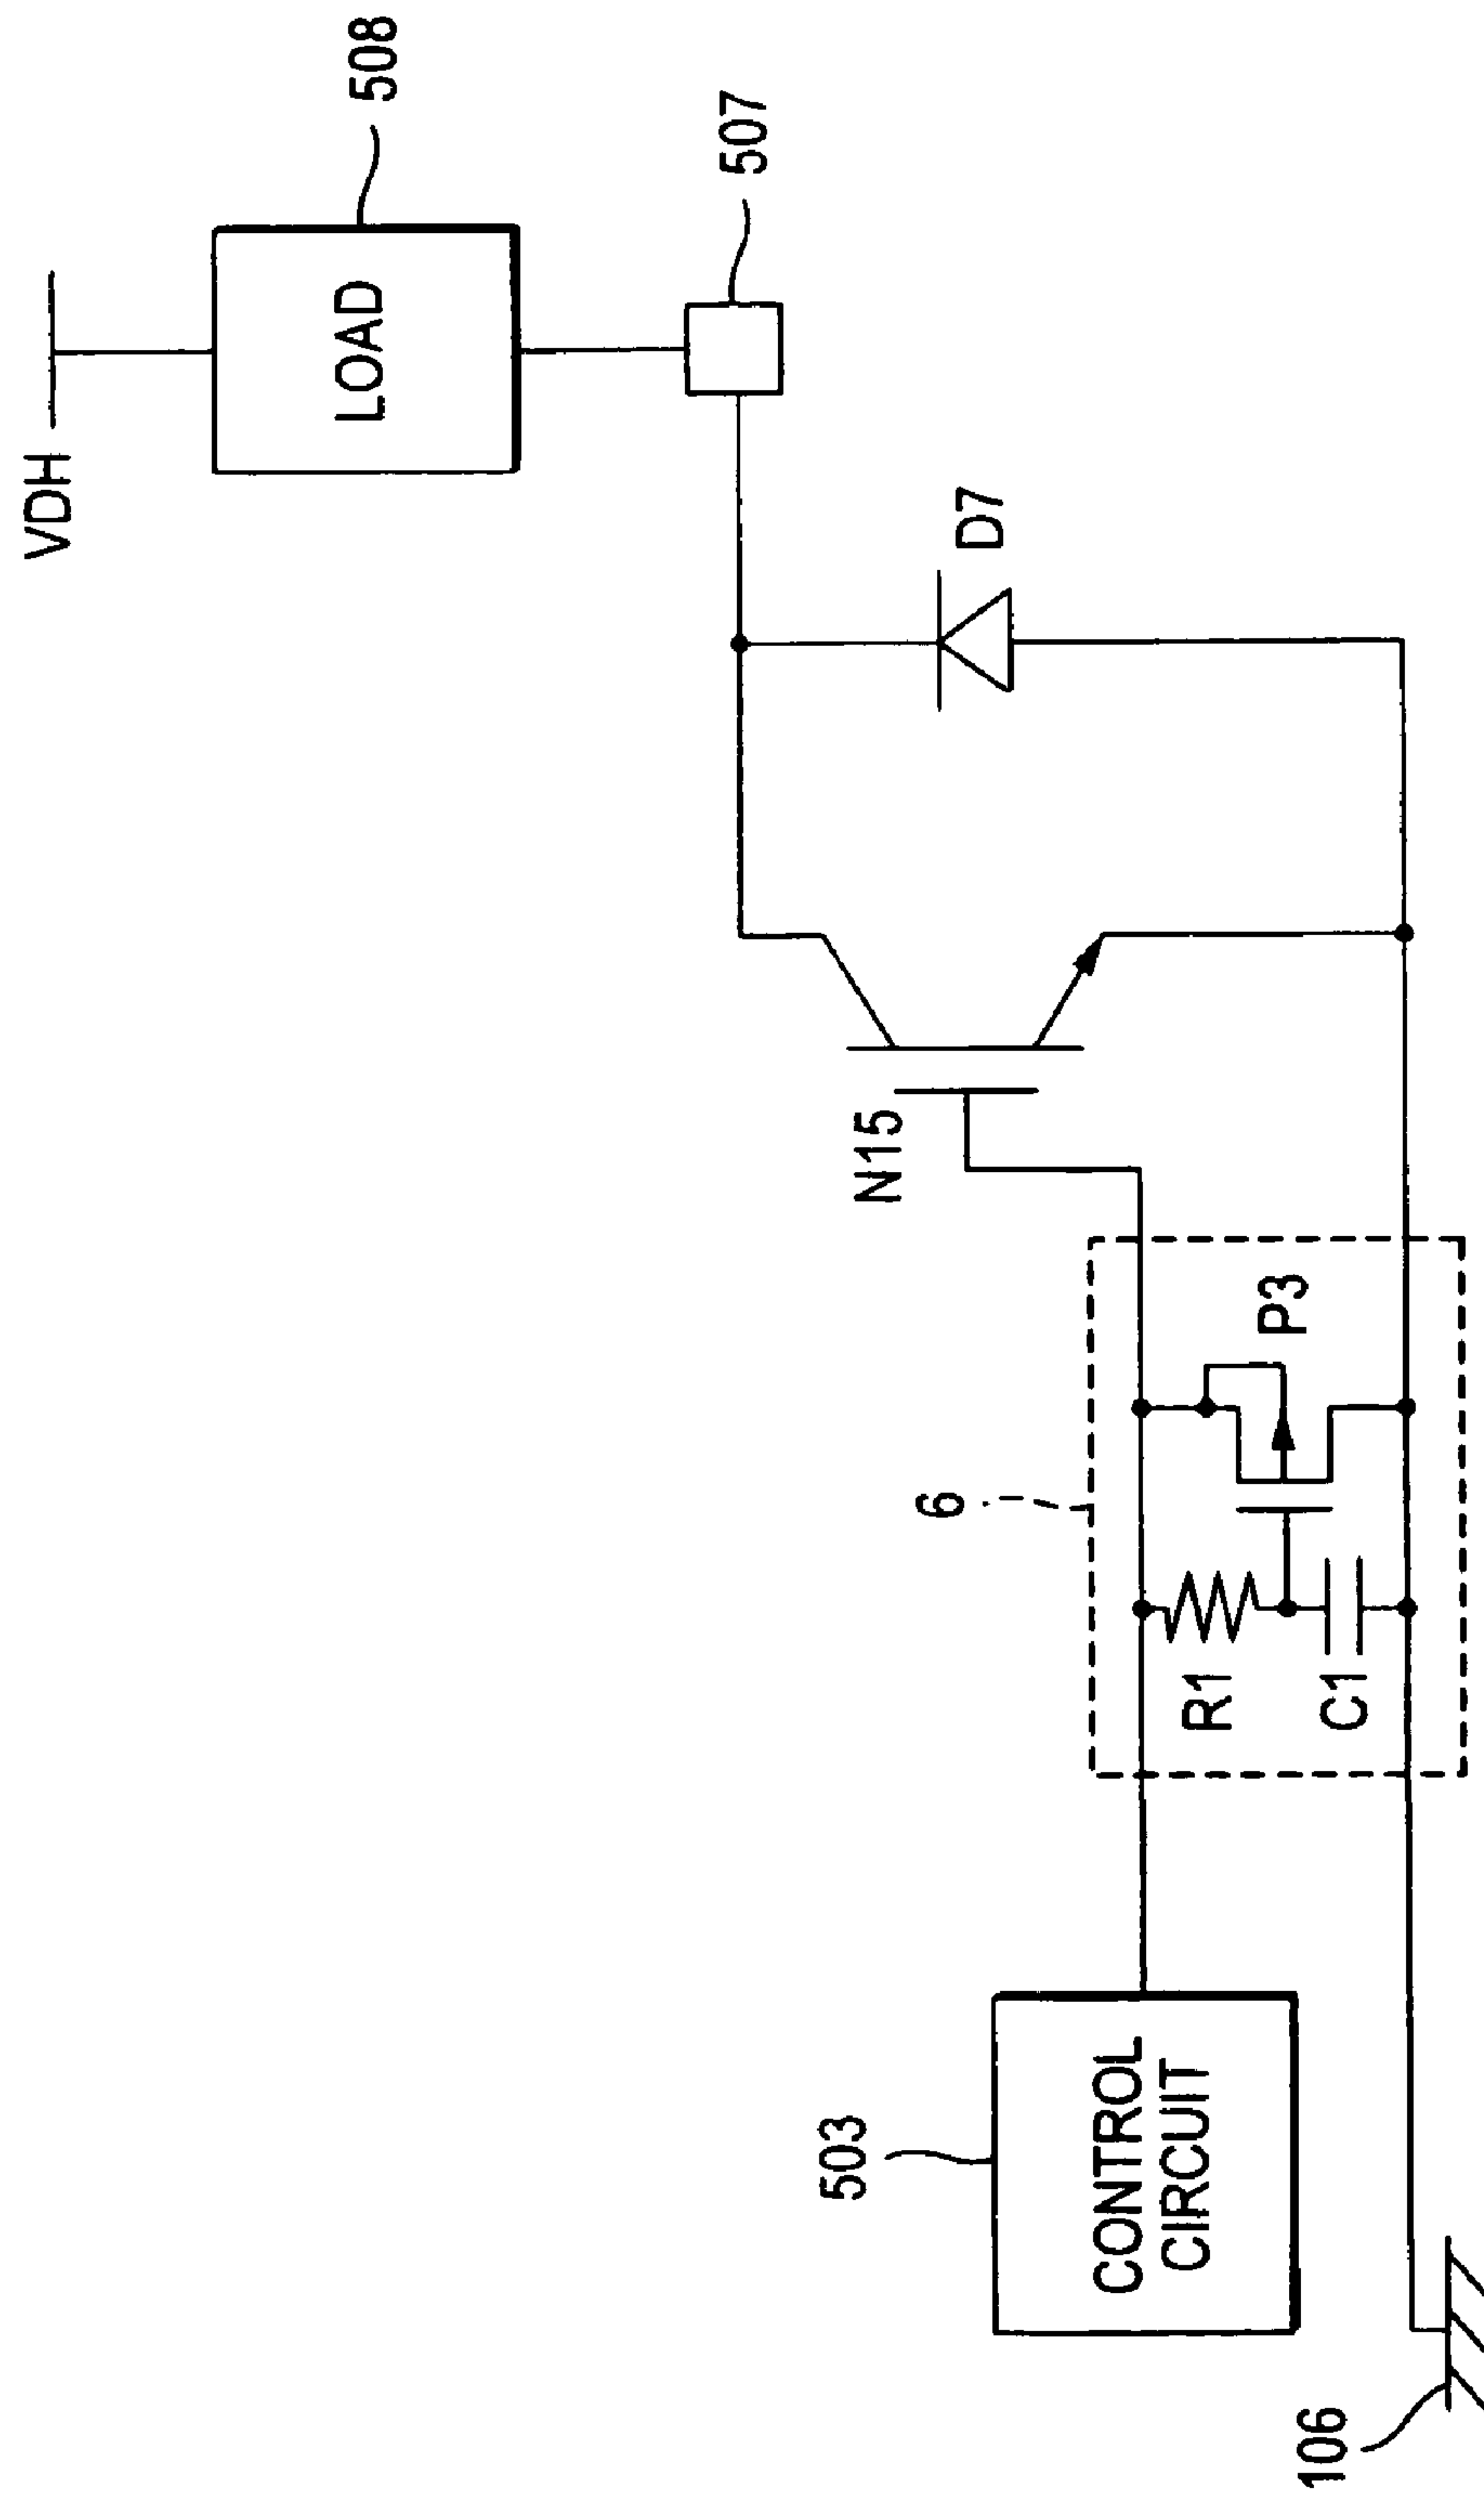 VDH
LOAD
508
507
D7
N15
6
P3
R1
C1
503
CONTROL
CIRCUIT
106